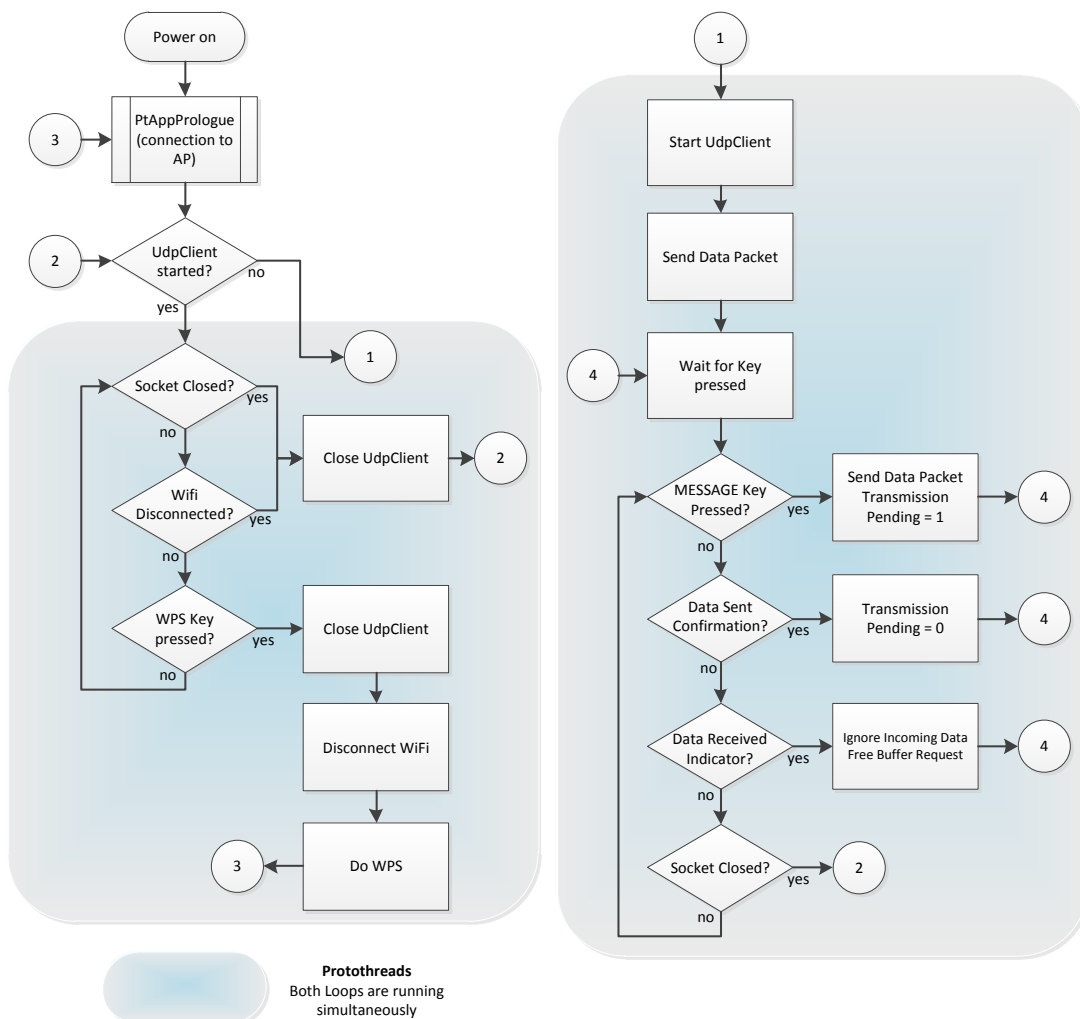 Power on
3
PtAppPrologue
(connection to
AP)
2
UdpClient
started?
no
yes
1
Socket Closed?
yes
no
Close UdpClient
2
Wifi
Disconnected?
yes
no
WPS Key
pressed?
yes
no
Close UdpClient
Disconnect WiFi
Do WPS
3
1
Start UdpClient
Send Data Packet
4
Wait for Key
pressed
MESSAGE Key
Pressed?
yes
no
Send Data Packet
Transmission
Pending = 1
4
Data Sent
Confirmation?
yes
no
Transmission
Pending = 0
4
Data Received
Indicator?
yes
no
Ignore Incoming Data
Free Buffer Request
4
Socket Closed?
yes
no
2
Protothreads
Both Loops are running
simultaneously